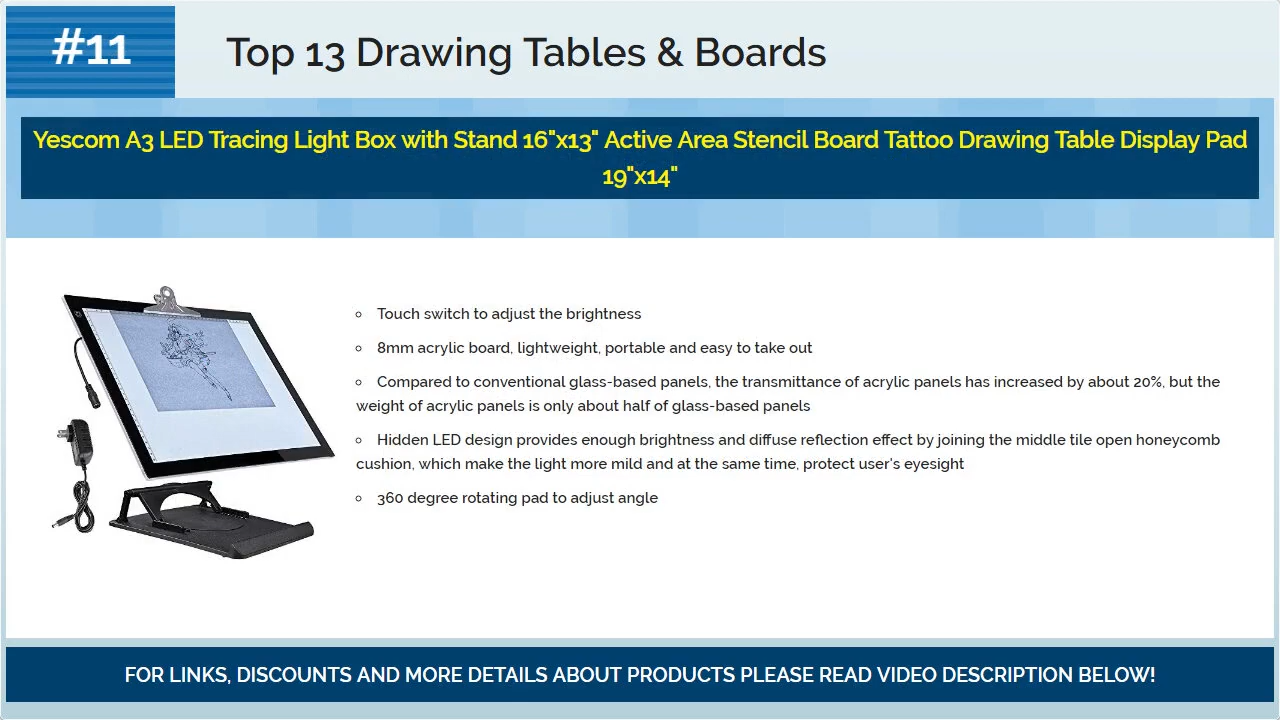 #11
Top 13 Drawing Tables & Boards
Yescom A3 LED Tracing Light Box with Stand 16"x13" Active Area Stencil Board Tattoo Drawing Table Display Pad
19"x14"
Touch switch to adjust the brightness
8mm acrylic board, lightweight, portable and easy to take out
Compared to conventional glass-based panels, the transmittance of acrylic panels has increased by about 20%, but the
weight of acrylic panels is only about half of glass-based panels
Hidden LED design provides enough brightness and diffuse reflection effect by joining the middle tile open honeycomb
cushion, which make the light more mild and at the same time, protect user's eyesight
360 degree rotating pad to adjust angle
FOR LINKS, DISCOUNTS AND MORE DETAILS ABOUT PRODUCTS PLEASE READ VIDEO DESCRIPTION BELOW!